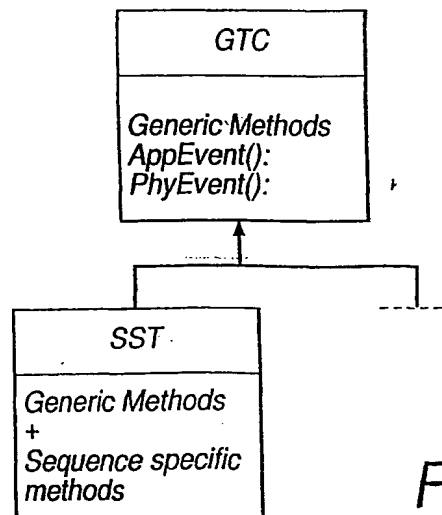 GTC
Generic Methods
AppEvent():
PhyEvent():
SST
Generic Methods
+
Sequence specific
methods
F